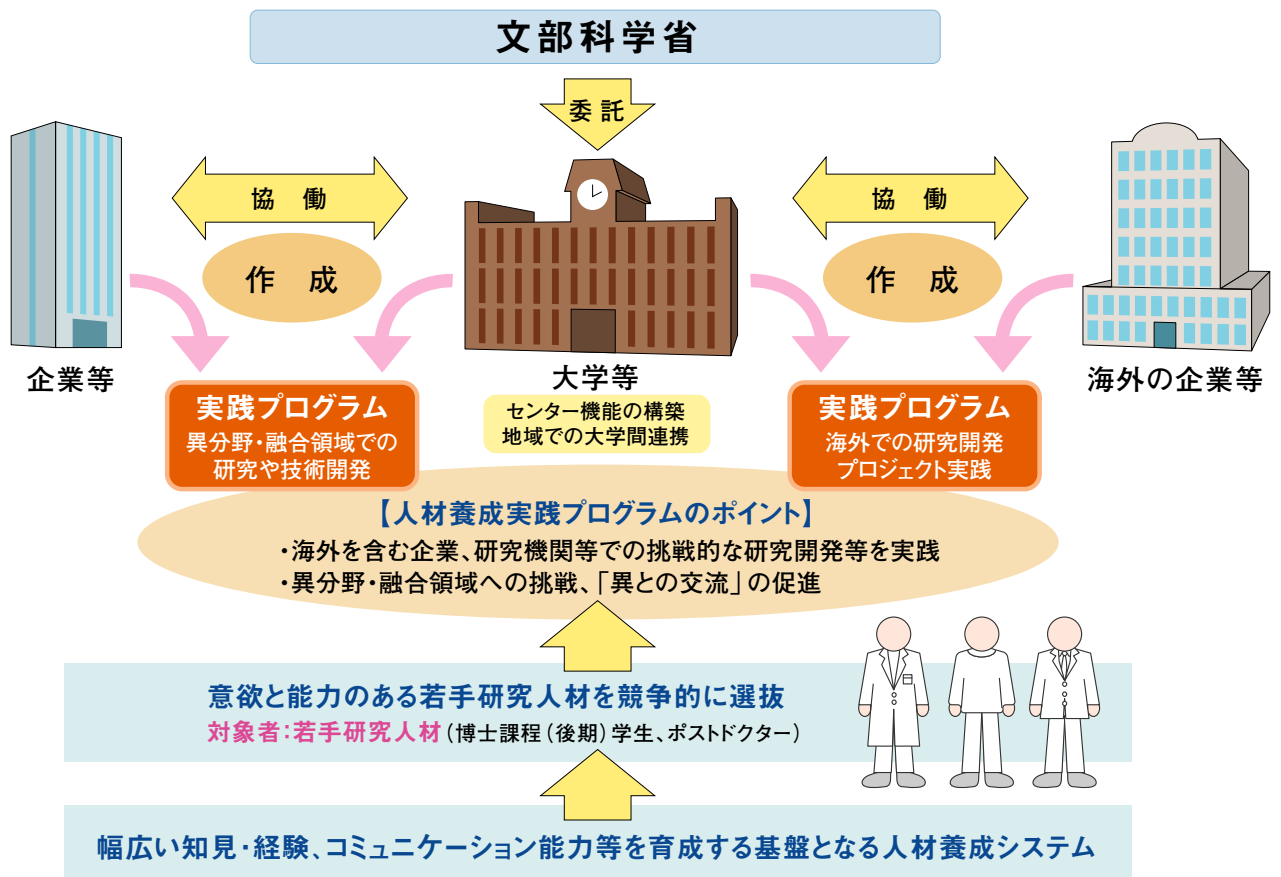 文部科学省
委託
協働
協働
作成
作成
企業等
大学等
海外の企業等
実践プログラム
異分野・融合領域での
研究や技術開発
センター機能の構築
地域での大学間連携
実践プログラム
海外での研究開発
プロジェクト実践
【人材養成実践プログラムのポイント】
・海外を含む企業、研究機関等での挑戦的な研究開発等を実践
・異分野・融合領域への挑戦、「異との交流」の促進
意欲と能力のある若手研究人材を競争的に選抜
対象者：若手研究人材（博士課程（後期）学生、ポストドクター）
幅広い知見・経験、コミュニケーション能力等を育成する基盤となる人材養成システム